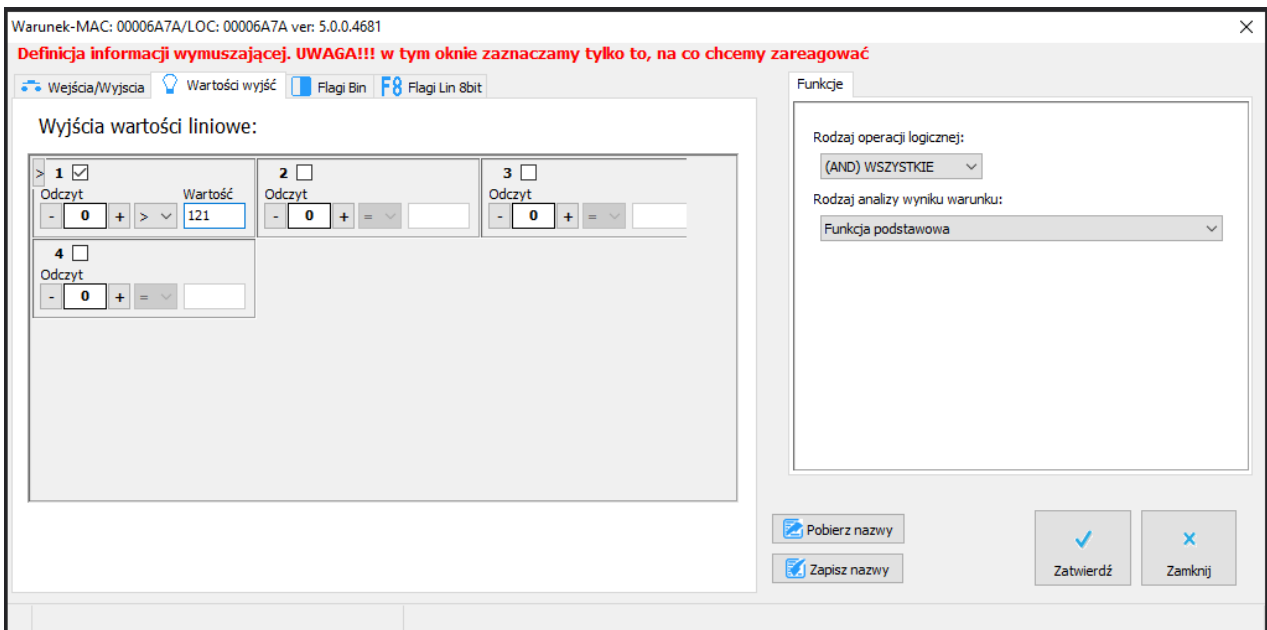 Warunek-MAC: 00006A7A/LOC: 00006A7A ver: 5.0.0.4681
Definicja informacji wymuszającej. UWAGA!!! w tym oknie zaznaczamy tylko to, na co chcemy zareagować
Wejścia/Wyjscia Wartości wyjść Flagi Bin F8 Flagi Lin 8bit
Wyjścia wartości liniowe:
> 1 2 3
Odczyt Wartość Odczyt Odczyt
- 0 + > 121 - 0 + = - 0 + =
4
Odczyt
- 0 + =
Funkcje
Rodzaj operacji logicznej:
(AND) WSZYSTKIE
Rodzaj analizy wyniku warunku:
Funkcja podstawowa
Pobierz nazwy
Zapisz nazwy
Zatwierdź Zamknij